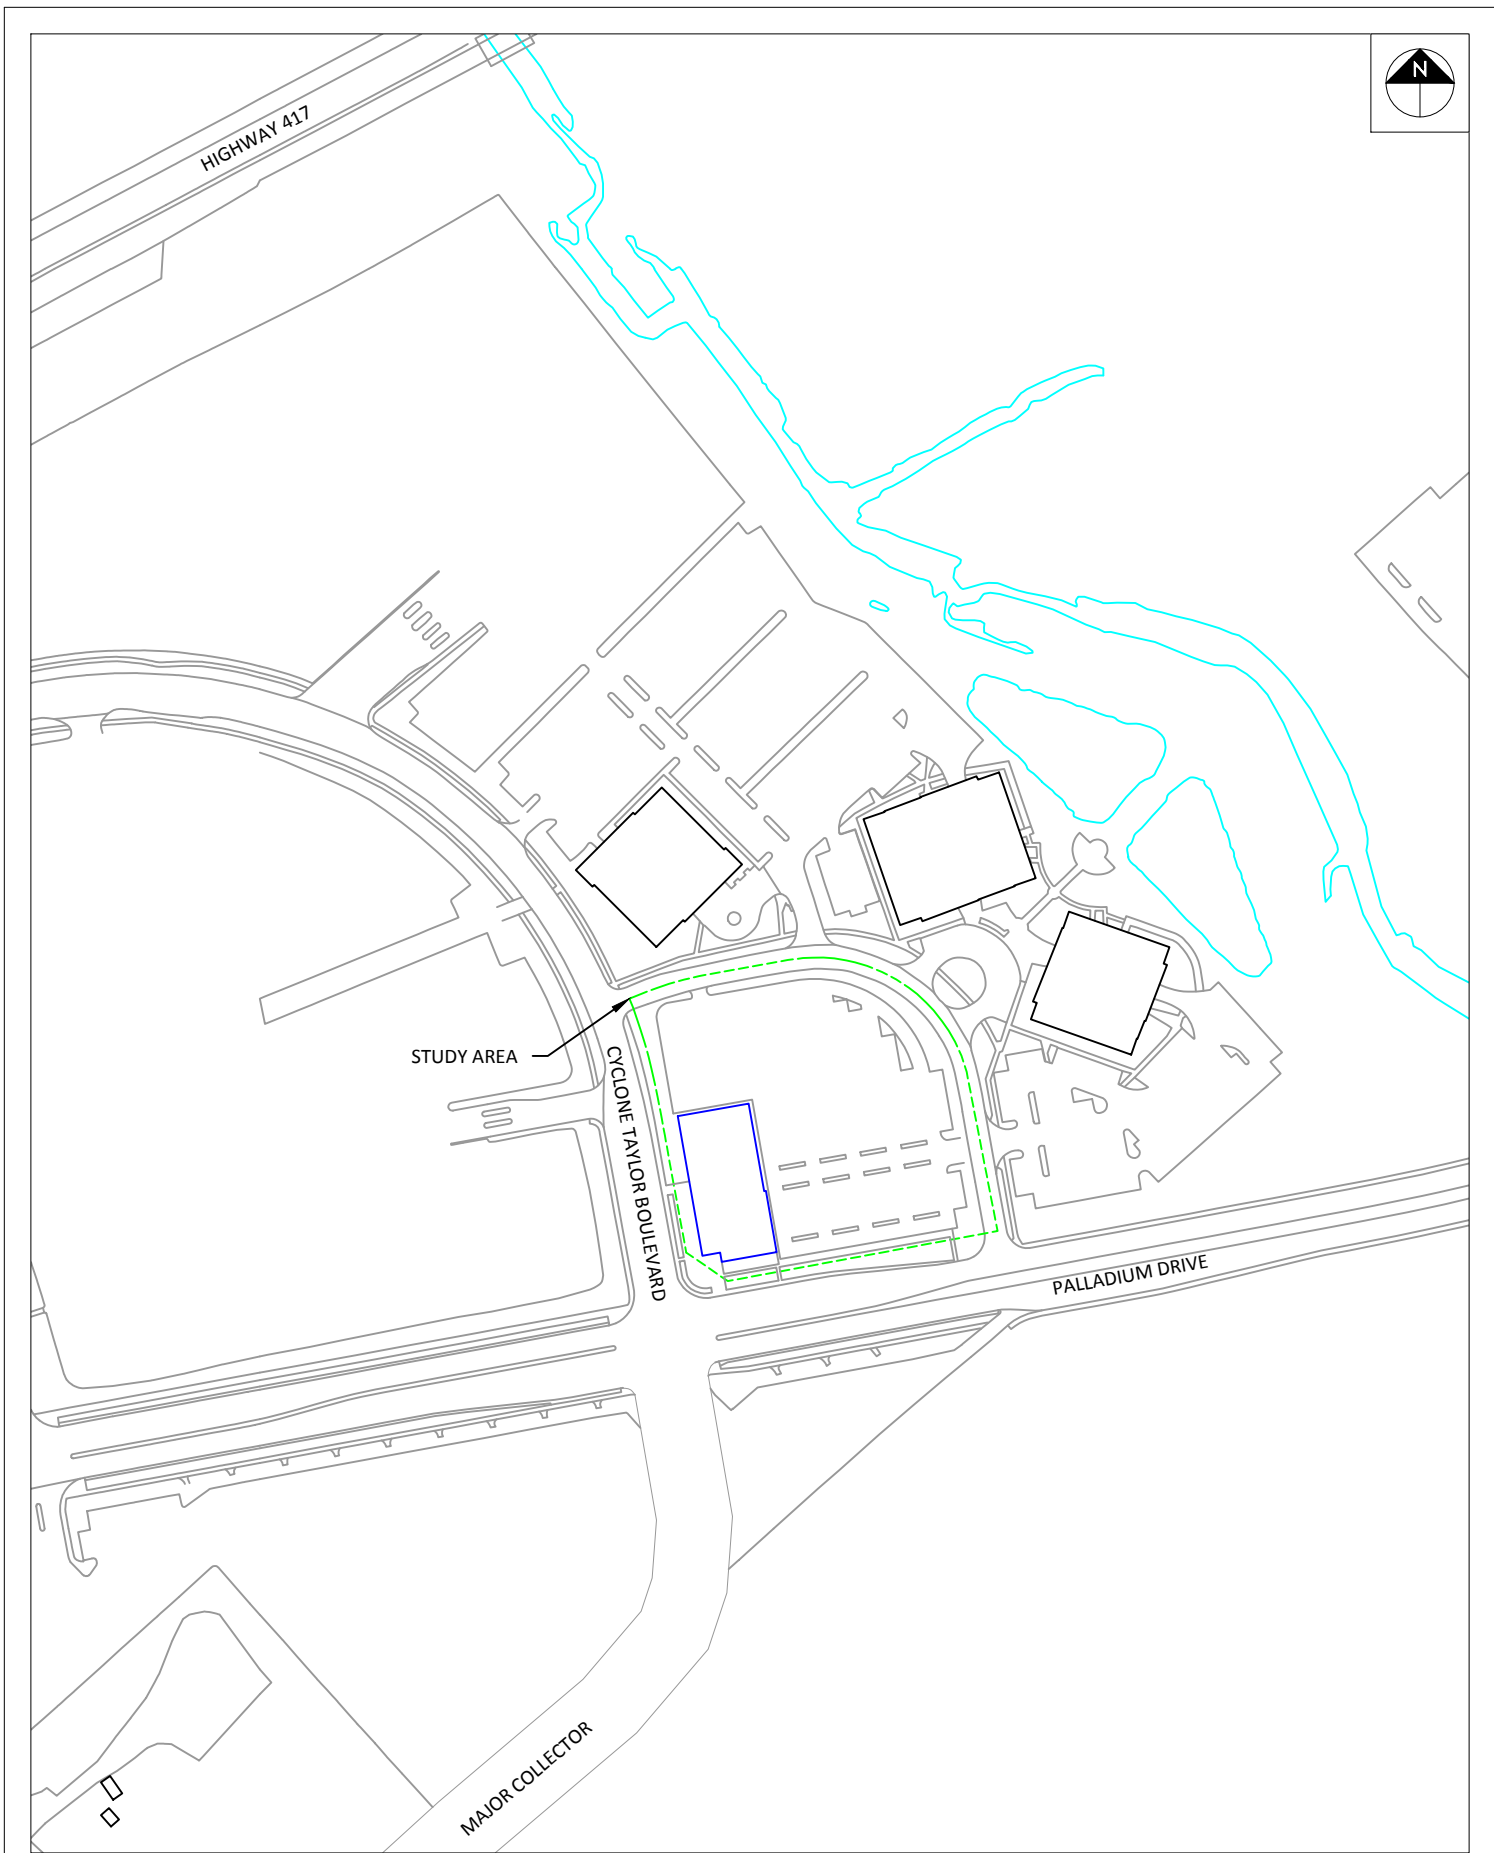 N
HIGHWAY 417
STUDY AREA
CYCLONE TAYLOR BOULEVARD
PALLADIUM DRIVE
MAJOR COLLECTOR